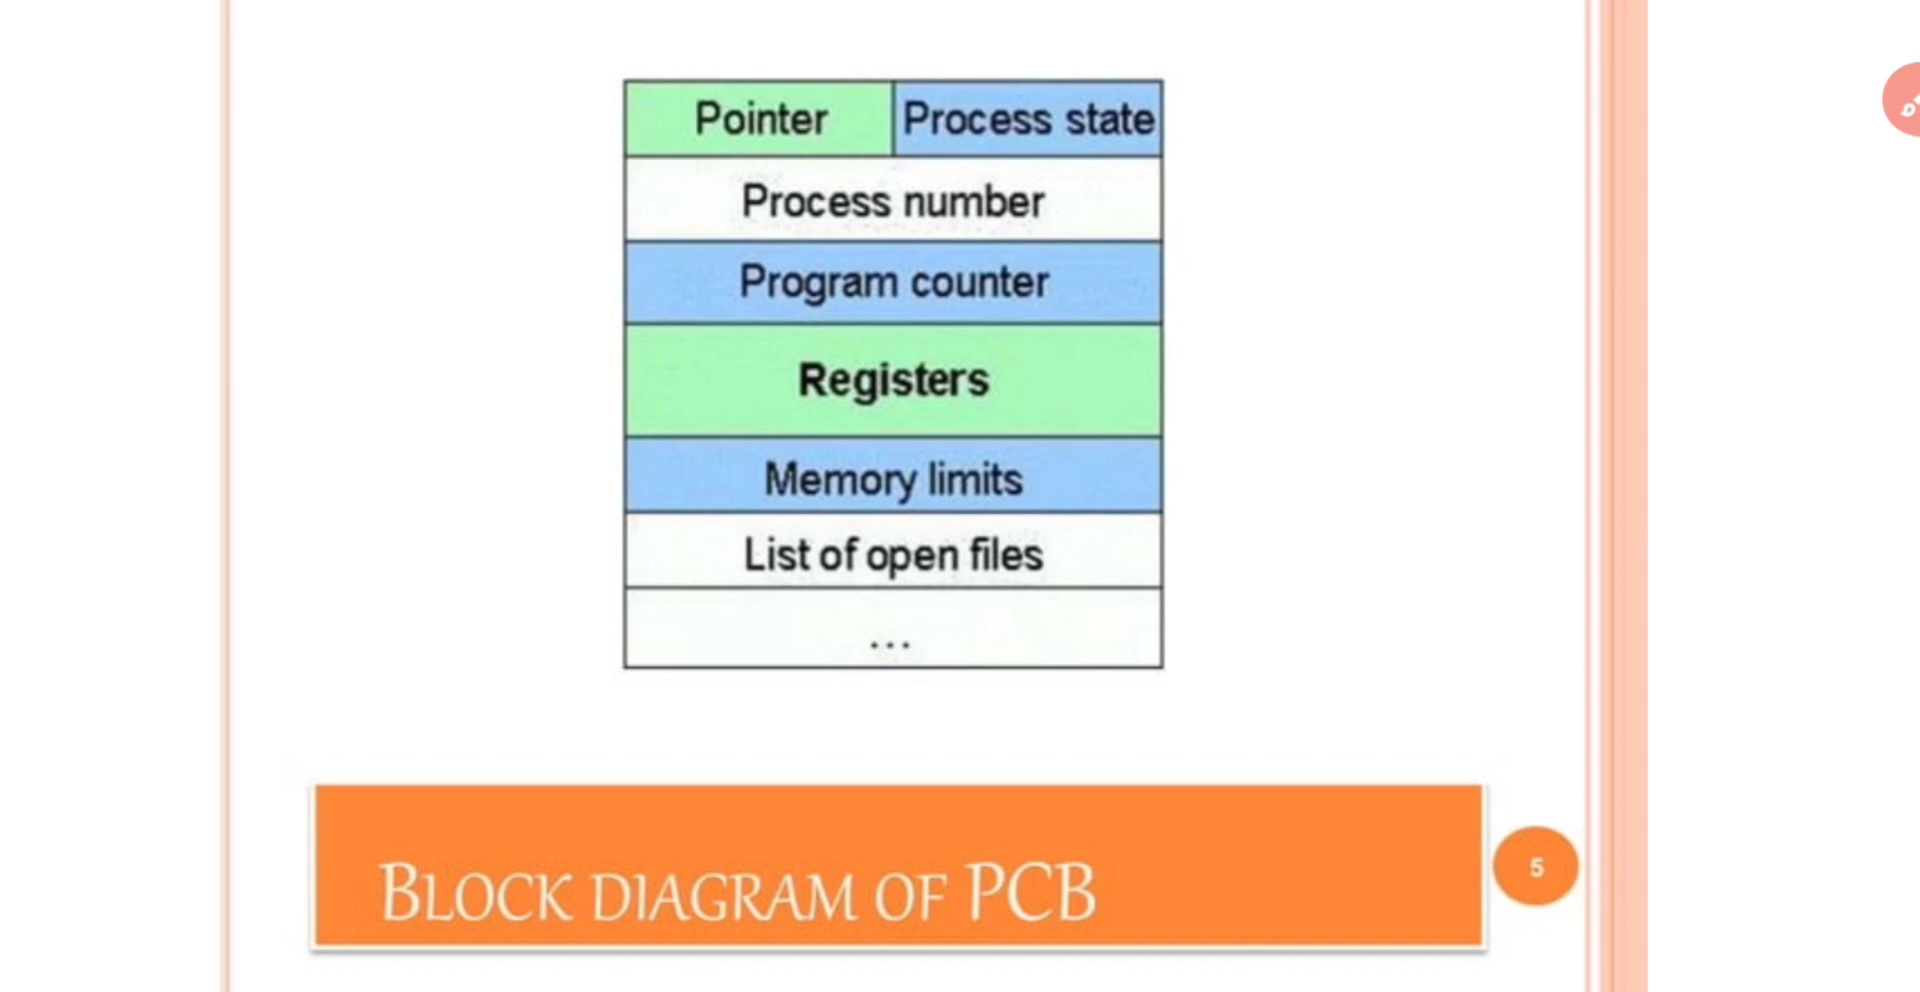 Pointer Process state
Process number
Program counter
Registers
Memory limits
List of open files
...
BLOCK DIAGRAM OF PCB
5